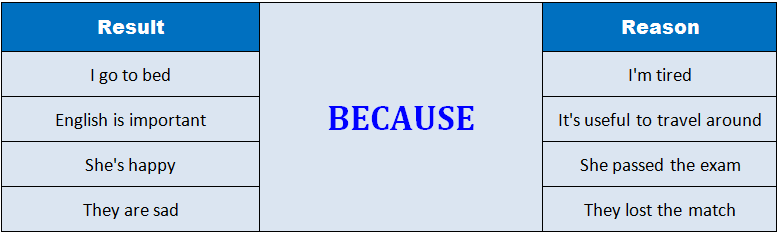 Result
Reason
I go to bed
I'm tired
BECAUSE
English is important
It's useful to travel around
She's happy
She passed the exam
They are sad
They lost the match